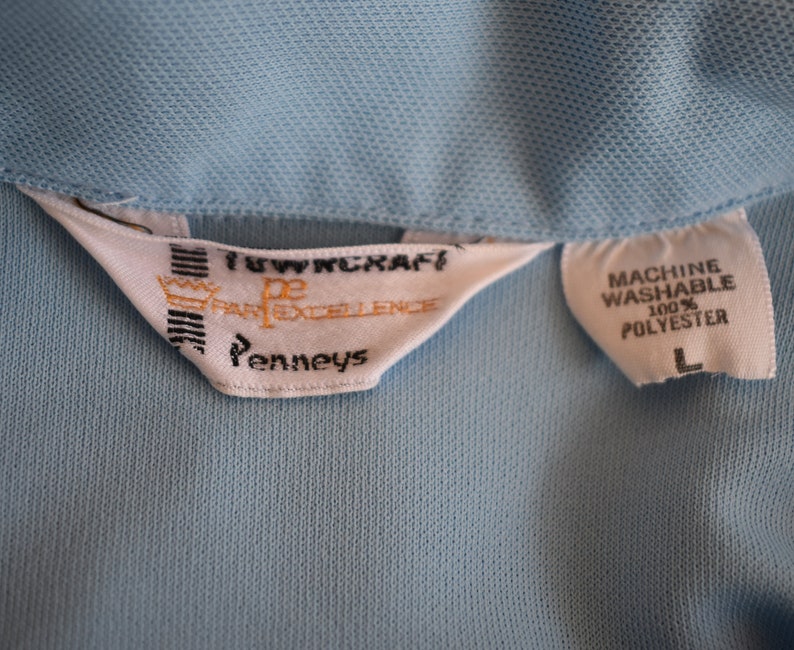 TOWNCRAFT
pe
PAR EXCELLENCE
Penneys
MACHINE
WASHABLE
100%
POLYESTER
L